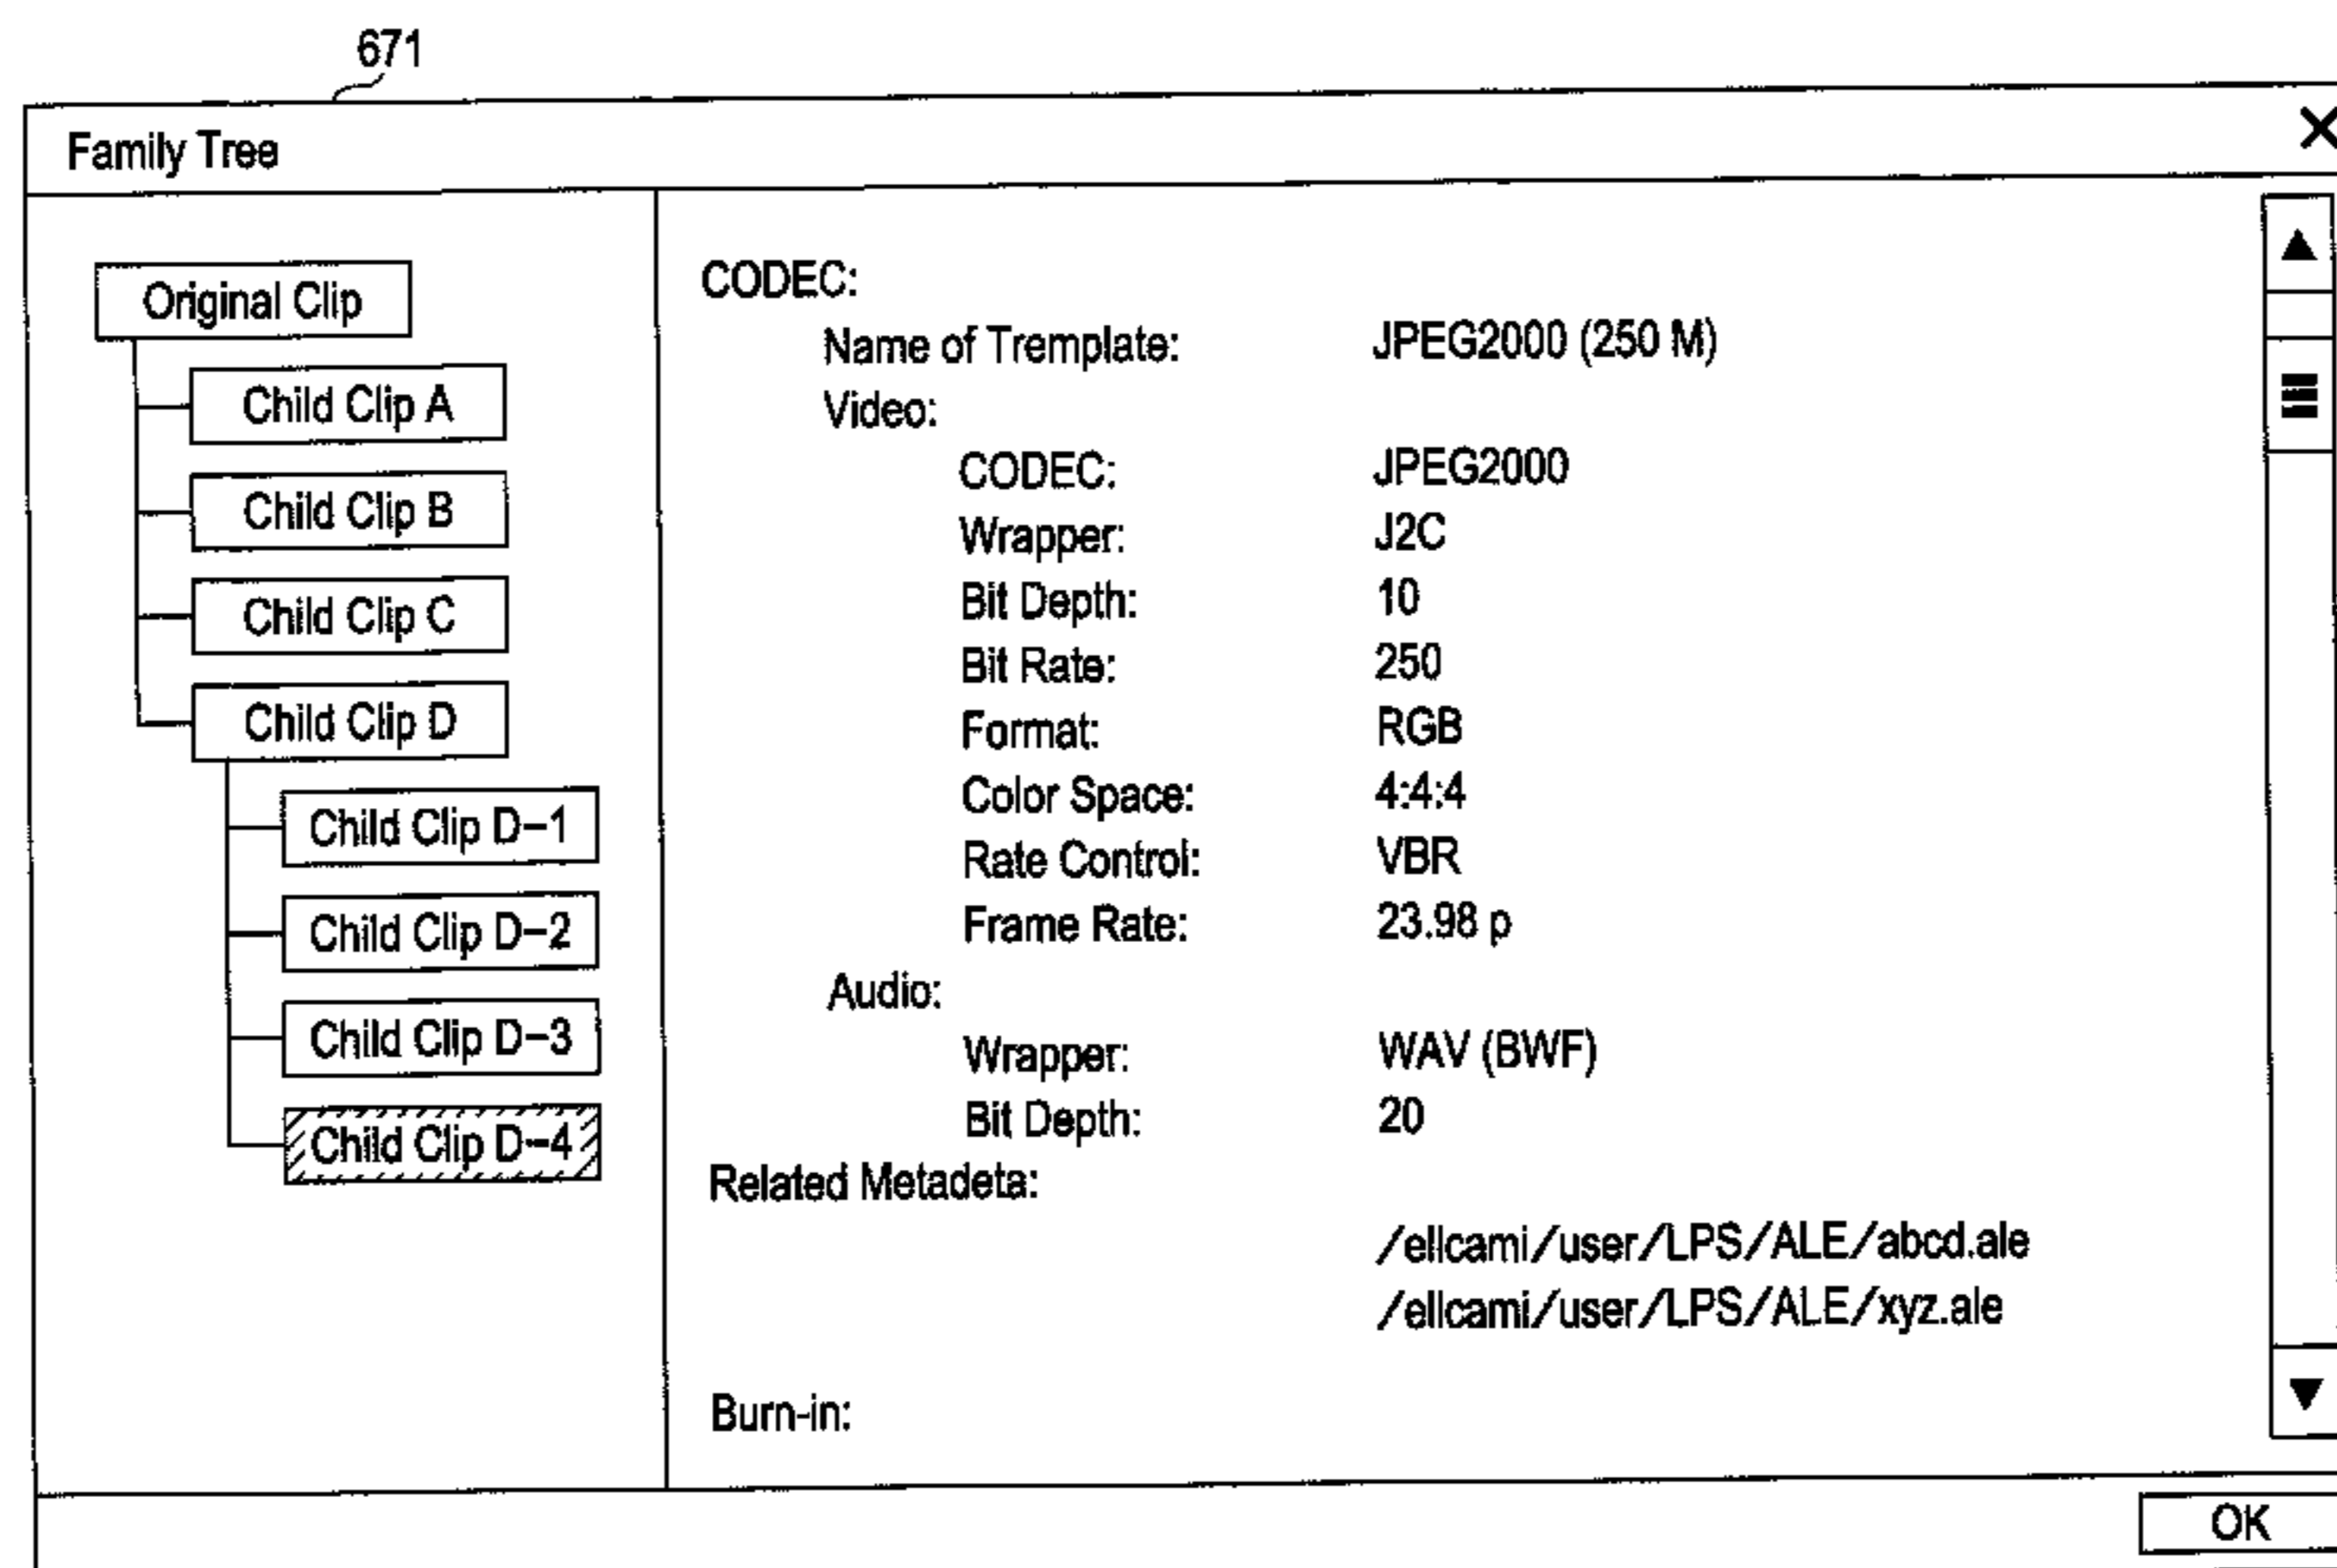 671
Family Tree
Original Clip
Child Clip A
Child Clip B
Child Clip C
Child Clip D
Child Clip D-1
Child Clip D-2
Child Clip D-3
Child Clip D-4
CODEC:
Name of Tremplate: JPEG2000 (250 M)
Video:
CODEC: JPEG2000
Wrapper: J2C
Bit Depth: 10
Bit Rate: 250
Format: RGB
Color Space: 4:4:4
Rate Control: VBR
Frame Rate: 23.98 p
Audio:
Wrapper: WAV (BWF)
Bit Depth: 20
Related Metadeta:
/ellcami/user/LPS/ALE/abcd.ale
/ellcami/user/LPS/ALE/xyz.ale
Burn-in:
OK